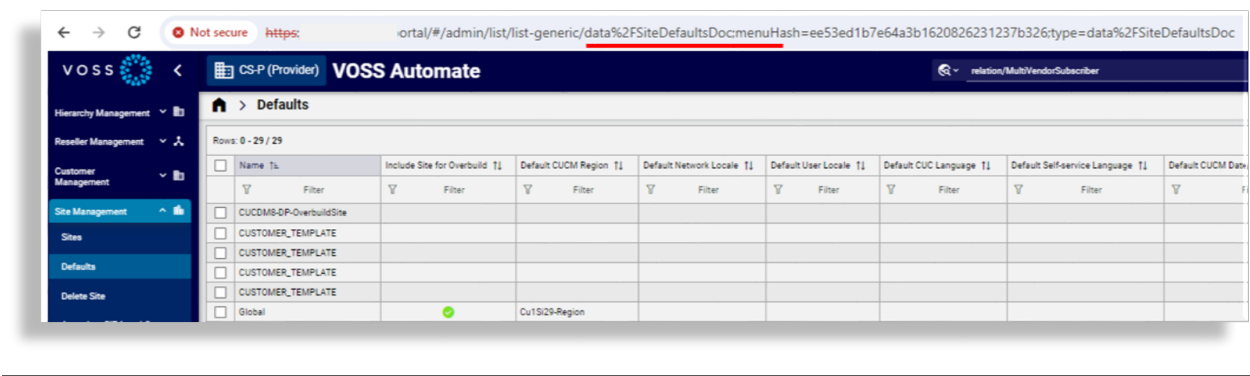 Not secure https: ortal/#/admin/list/list-generic/data%2FSiteDefaultsDoc;menuHash=ee53ed1b7e64a3b1620826231237b326;type=data%2FSiteDefaultsDoc
VOSS CS-P (Provider) VOSS Automate relation/MultiVendorSubscriber
Hierarchy Management
Reseller Management
Customer
Management
Site Management
Sites
Defaults
Delete Site
> Defaults
Rows: 0 - 29 / 29
Name Include Site for Overbuild Default CUCM Region Default Network Locale Default User Locale Default CUC Language Default Self-service Language Default CUCM Date
Filter Filter Filter Filter Filter Filter Filter
CUCDM8-DP-OverbuildSite
CUSTOMER_TEMPLATE
CUSTOMER_TEMPLATE
CUSTOMER_TEMPLATE
CUSTOMER_TEMPLATE
Global Cu1Si29-Region